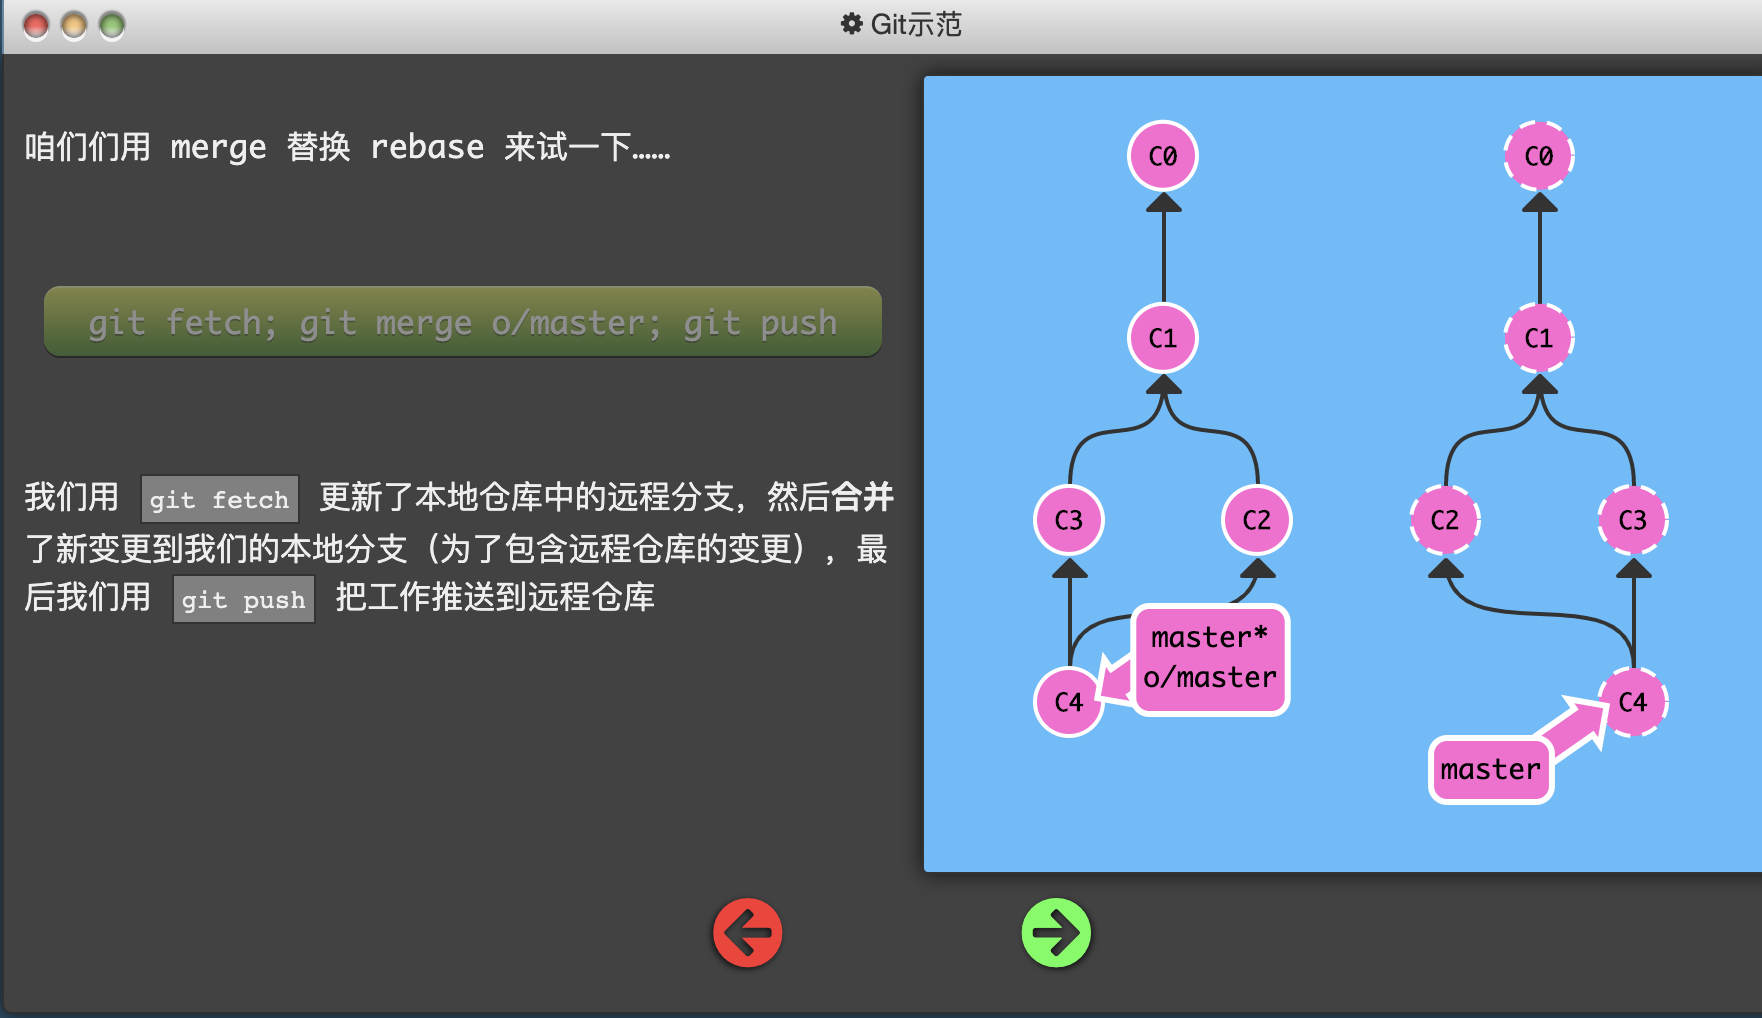 Git示范
咱们们用 merge 替换 rebase 来试一下……
git fetch; git merge o/master; git push
我们用 git fetch 更新了本地仓库中的远程分支，然后合并
了新变更到我们的本地分支（为了包含远程仓库的变更），最
后我们用 git push 把工作推送到远程仓库
C0
C0
C1
C1
C3
C2
C2
C3
master*
o/master
C4
C4
master